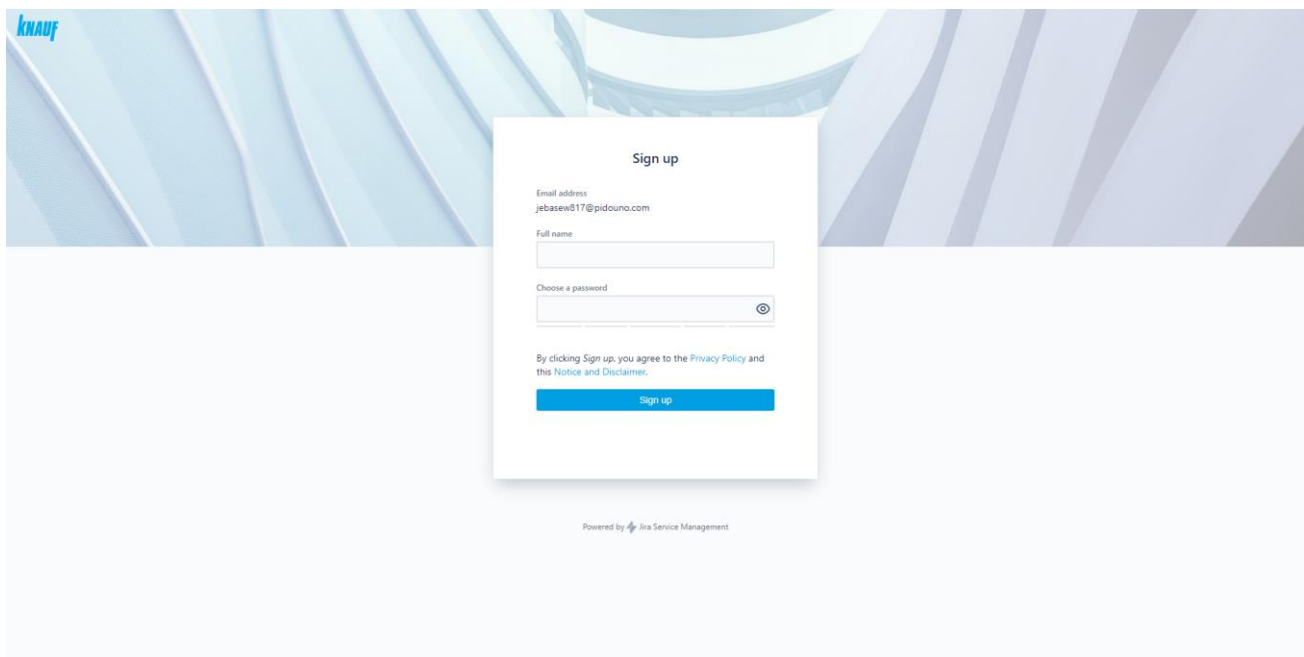 KNAUF
Sign up
Email address
jebasew817@pidouno.com
Full name
Choose a password
By clicking Sign up, you agree to the Privacy Policy and
this Notice and Disclaimer.
Sign up
Powered by Jira Service Management